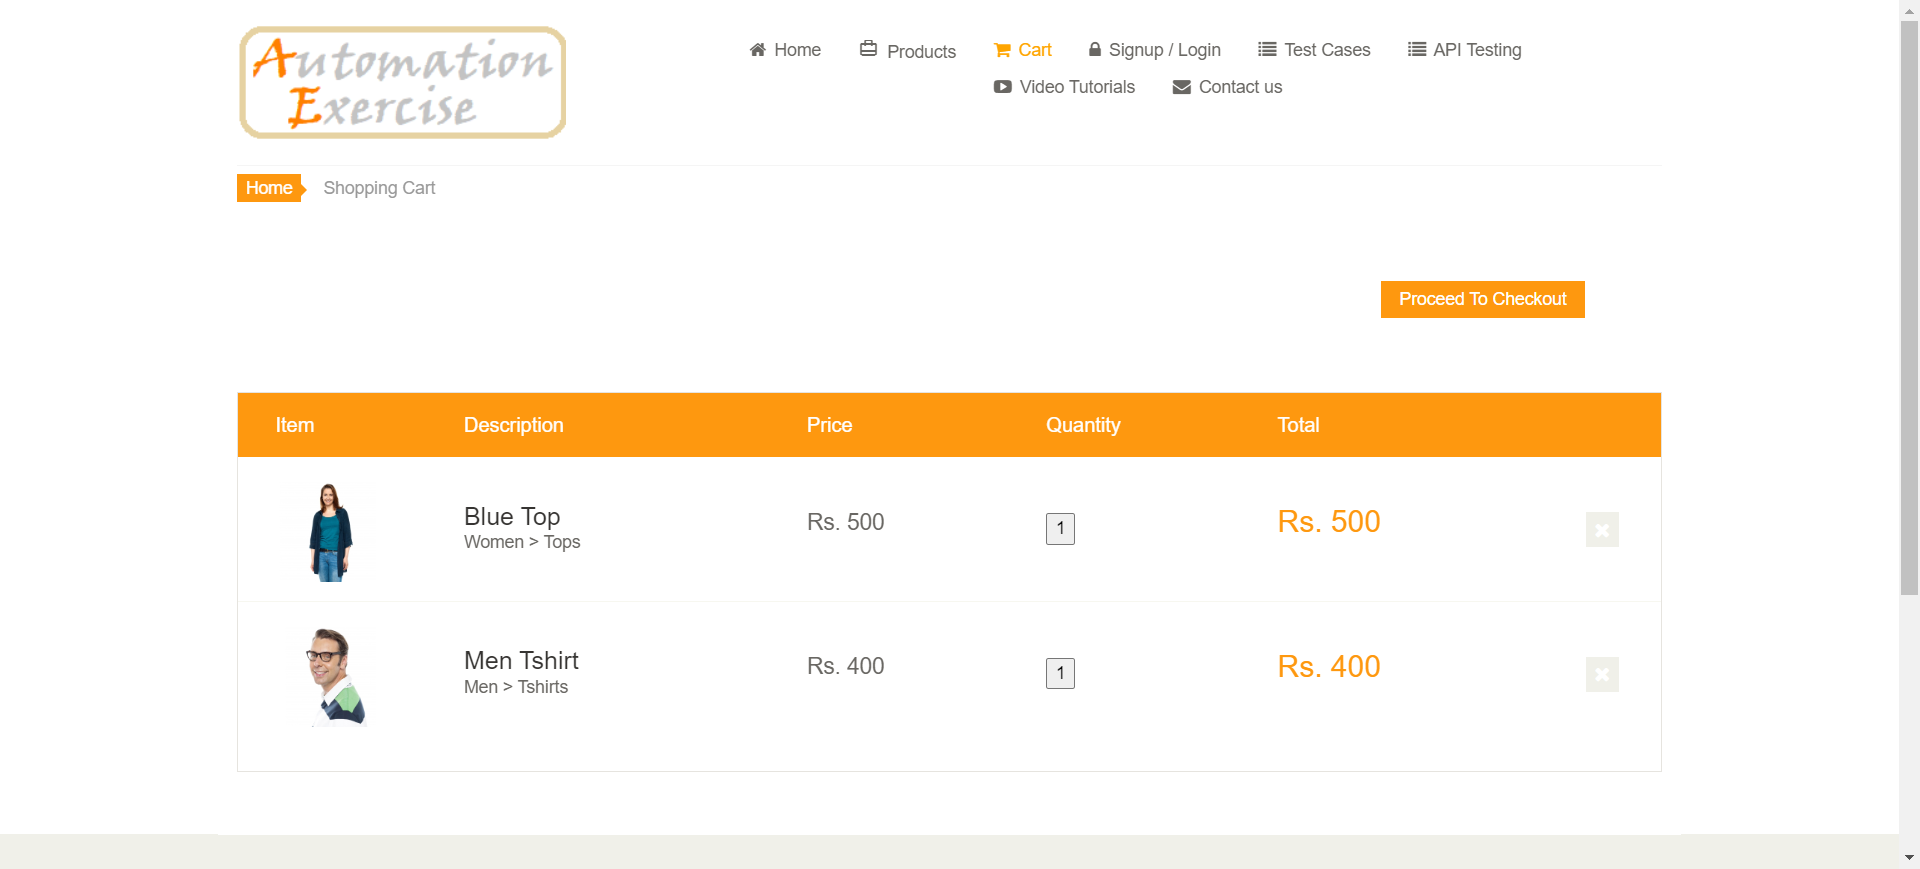 Automation
Exercise
Home
Products
Cart
Signup / Login
Test Cases
API Testing
Video Tutorials
Contact us
Home
Shopping Cart
Proceed To Checkout
Item Description Price Quantity Total
Blue Top
Women > Tops
Rs. 500
1
Rs. 500
Men Tshirt
Men > Tshirts
Rs. 400
1
Rs. 400